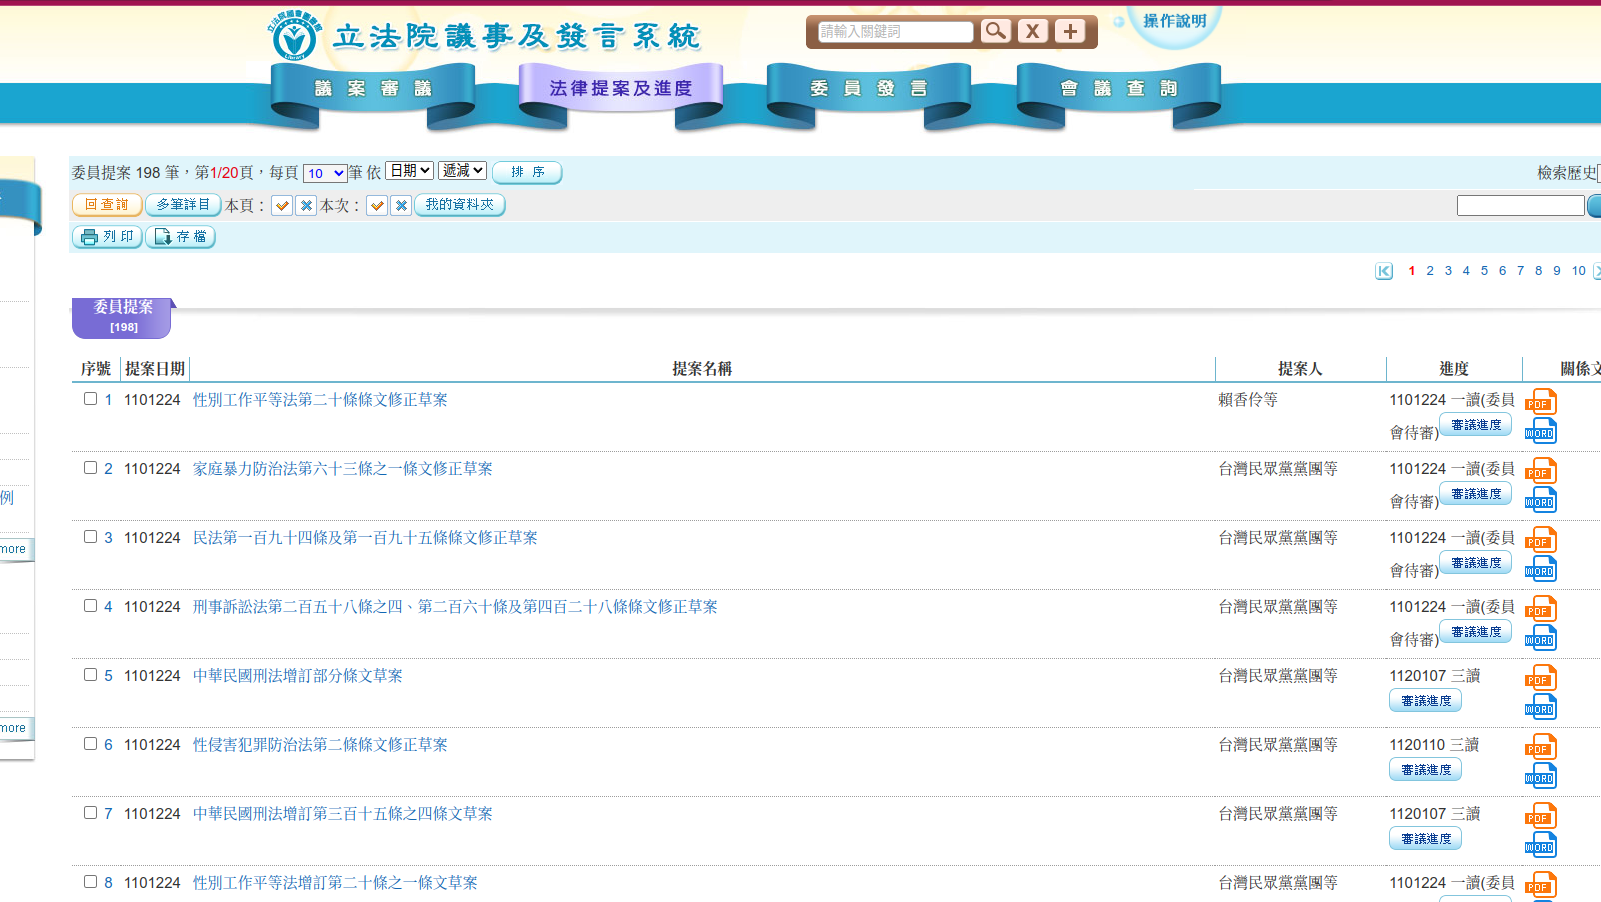 立法院議事及發言系統
請輸入關鍵詞
X
+
操作說明
議案審議
法律提案及進度
委員發言
會議查詢
委員提案 198 筆，第1/20頁，每頁 10 筆 依 日期 遞減 排 序
檢索歷史
回查詢 多筆詳目 本頁： 本次： 我的資料夾
列印 存檔
1 2 3 4 5 6 7 8 9 10
委員提案
[198]
序號 提案日期 提案名稱 提案人 進度 關係文
1 1101224 性別工作平等法第二十條條文修正草案 賴香伶等 1101224 一讀(委員
會待審) 審議進度
PDF
WORD
2 1101224 家庭暴力防治法第六十三條之一條文修正草案 台灣民眾黨黨團等 1101224 一讀(委員
會待審) 審議進度
PDF
WORD
3 1101224 民法第一百九十四條及第一百九十五條條文修正草案 台灣民眾黨黨團等 1101224 一讀(委員
會待審) 審議進度
PDF
WORD
4 1101224 刑事訴訟法第二百五十八條之四、第二百六十條及第四百二十八條條文修正草案 台灣民眾黨黨團等 1101224 一讀(委員
會待審) 審議進度
PDF
WORD
5 1101224 中華民國刑法增訂部分條文草案 台灣民眾黨黨團等 1120107 三讀
審議進度
PDF
WORD
6 1101224 性侵害犯罪防治法第二條條文修正草案 台灣民眾黨黨團等 1120110 三讀
審議進度
PDF
WORD
7 1101224 中華民國刑法增訂第三百十五條之四條文草案 台灣民眾黨黨團等 1120107 三讀
審議進度
PDF
WORD
8 1101224 性別工作平等法增訂第二十條之一條文草案 台灣民眾黨黨團等 1101224 一讀(委員
PDF
例
more
more